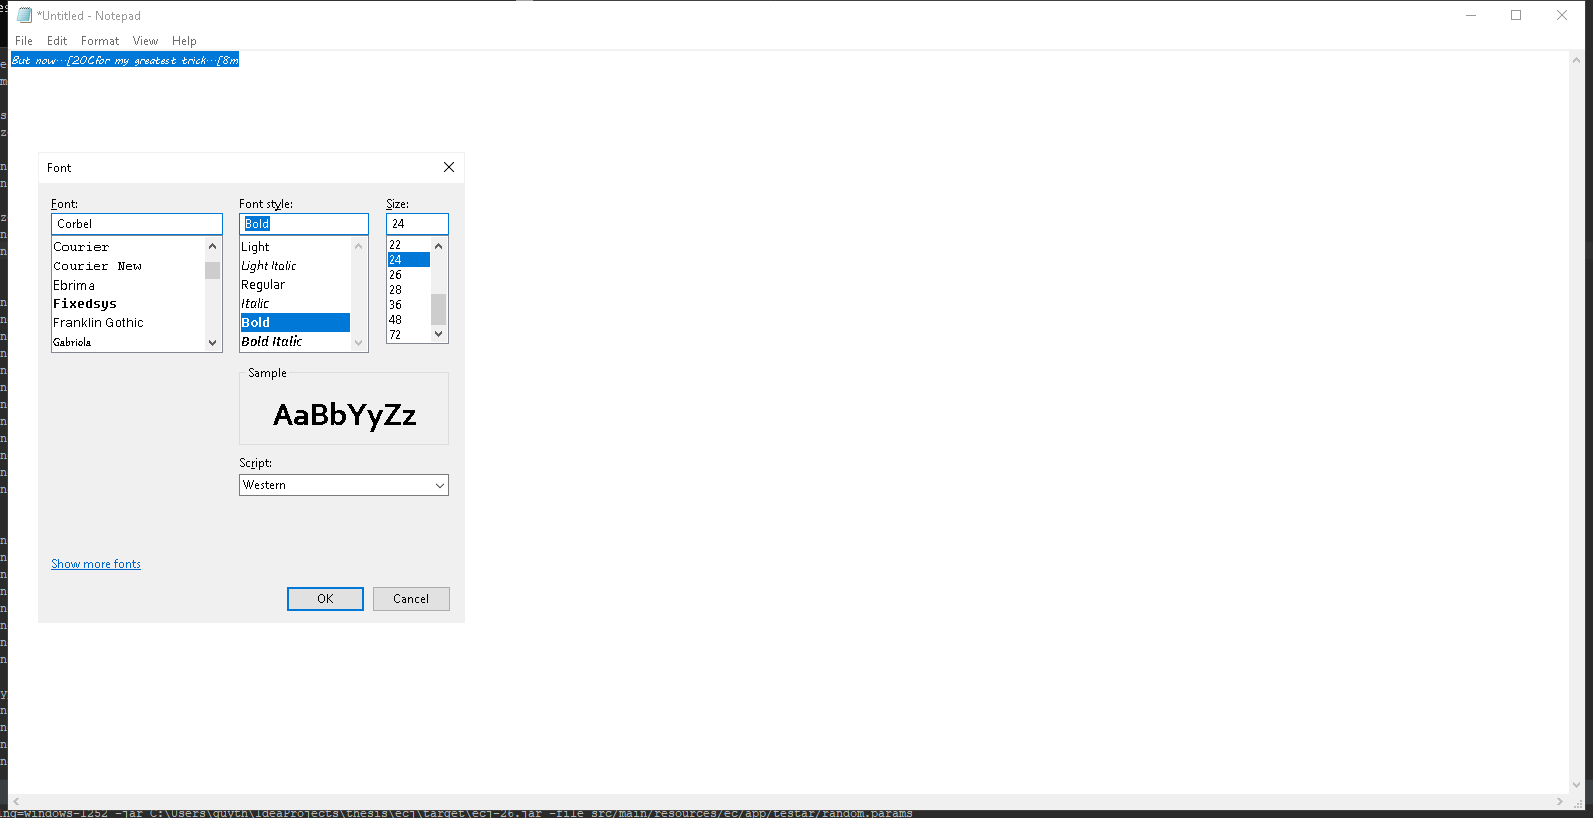 *Untitled - Notepad
File Edit Format View Help
But now...[20Cfor my greatest trick...[8m
Font
Font: Font style: Size:
Corbel Bold 24
Courier
Courier New
Ebrima
Fixedsys
Franklin Gothic
Gabriola
Light
Light Italic
Regular
Italic
Bold
Bold Italic
22
24
26
28
36
48
72
Sample
AaBbYyZz
Script:
Western
Show more fonts
OK Cancel
ing=windows-1252 -jar C:\Users\guyth\IdeaProjects\thesis\ecj\target\ecj-26.jar -file src/main/resources/ec/app/testar/random.params